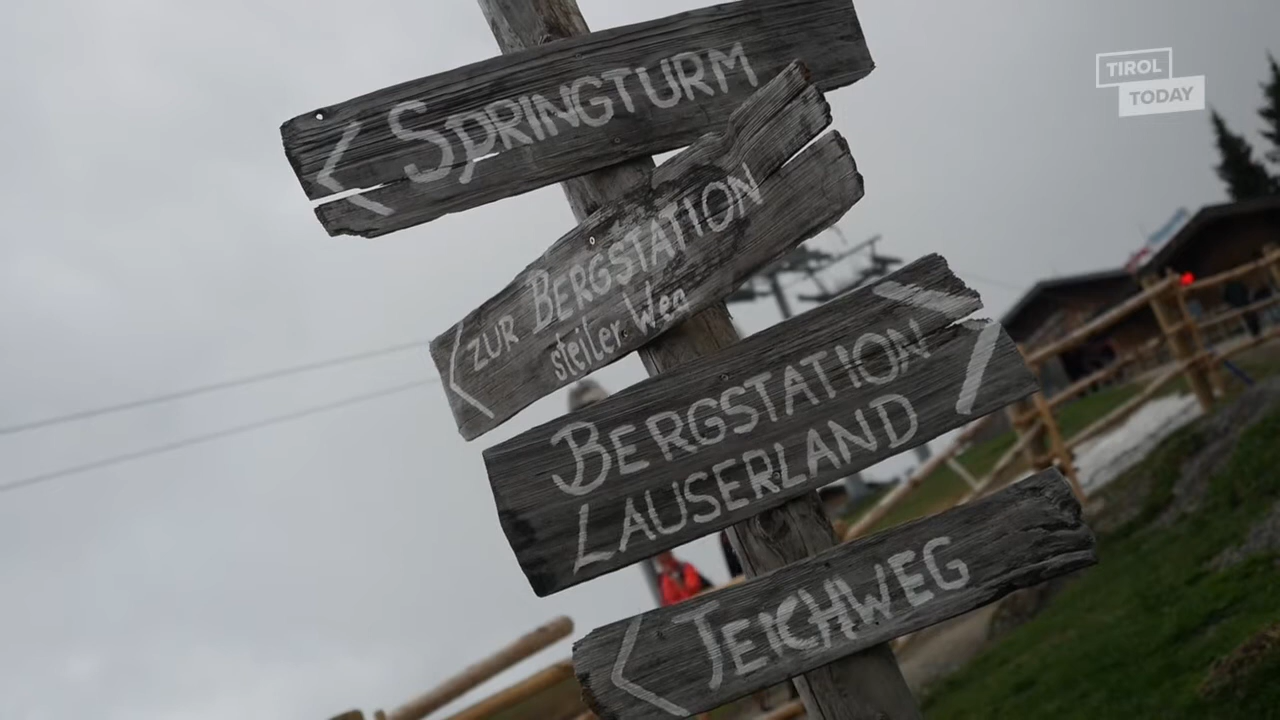 SPRINGTURM
ZUR BERGSTATION
steiler Weg
BERGSTATION
LAUSERLAND
TEICHWEG
TIROL
TODAY